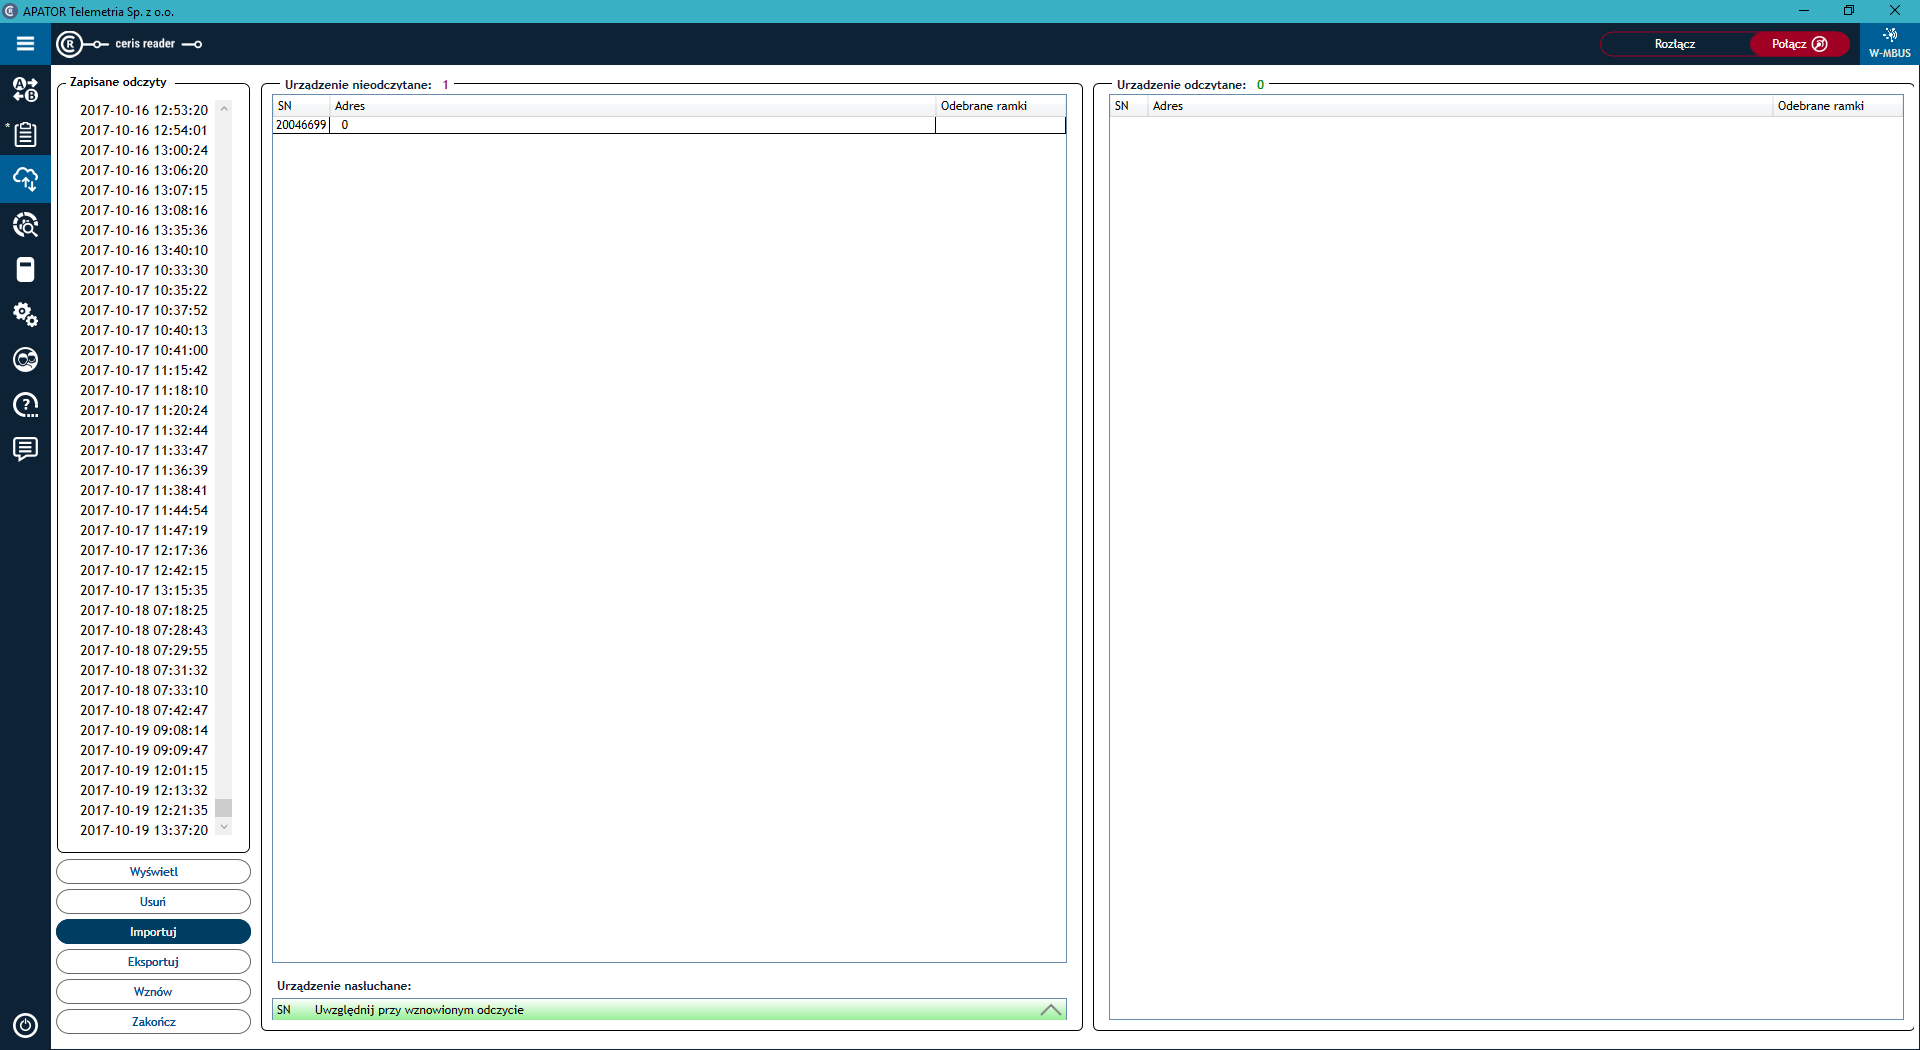 APATOR Telemetria Sp. z o.o.
ceris reader
Rozłącz
Połącz
W-MBUS
Zapisane odczyty
2017-10-16 12:53:20
2017-10-16 12:54:01
2017-10-16 13:00:24
2017-10-16 13:06:20
2017-10-16 13:07:15
2017-10-16 13:08:16
2017-10-16 13:35:36
2017-10-16 13:40:10
2017-10-17 10:33:30
2017-10-17 10:35:22
2017-10-17 10:37:52
2017-10-17 10:40:13
2017-10-17 10:41:00
2017-10-17 11:15:42
2017-10-17 11:18:10
2017-10-17 11:20:24
2017-10-17 11:32:44
2017-10-17 11:33:47
2017-10-17 11:36:39
2017-10-17 11:38:41
2017-10-17 11:44:54
2017-10-17 11:47:19
2017-10-17 12:17:36
2017-10-17 12:42:15
2017-10-17 13:15:35
2017-10-18 07:18:25
2017-10-18 07:28:43
2017-10-18 07:29:55
2017-10-18 07:31:32
2017-10-18 07:33:10
2017-10-18 07:42:47
2017-10-19 09:08:14
2017-10-19 09:09:47
2017-10-19 12:01:15
2017-10-19 12:13:32
2017-10-19 12:21:35
2017-10-19 13:37:20
Wyświetl
Usuń
Importuj
Eksportuj
Wznów
Zakończ
Urządzenie nieodczytane: 1
SN Adres Odebrane ramki
20046699 0
Urządzenie nasłuchane:
SN Uwzględnij przy wznowionym odczycie
Urządzenie odczytane: 0
SN Adres Odebrane ramki